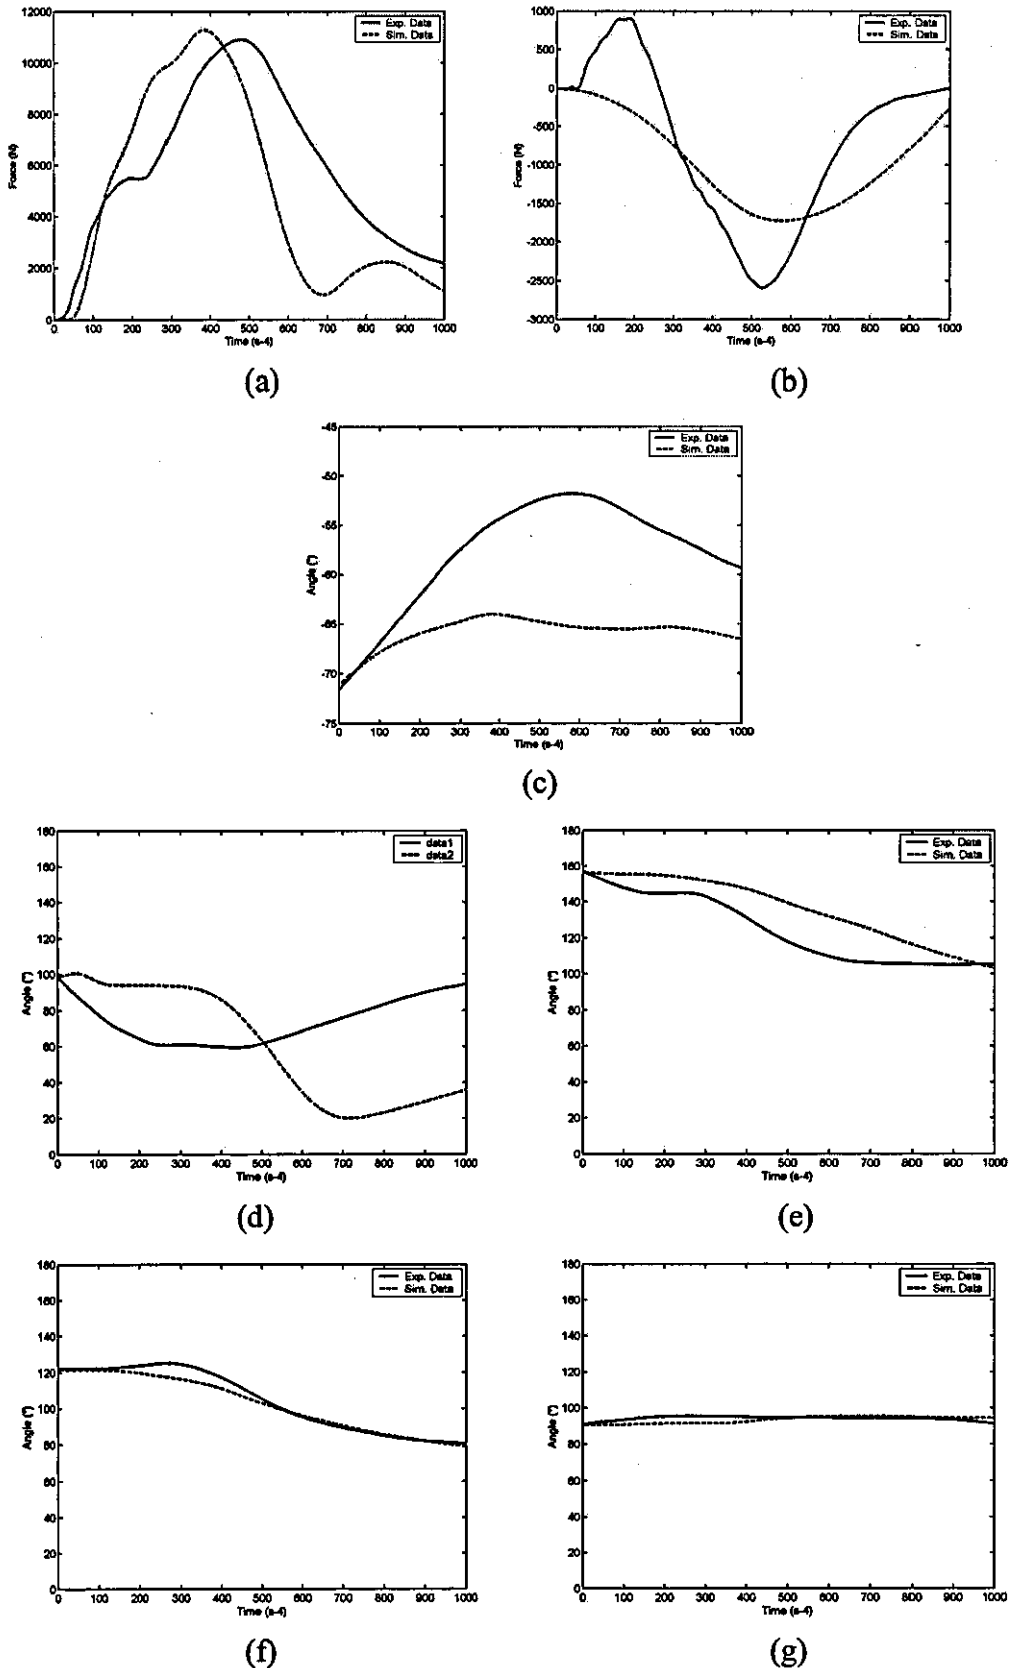 12000
10000
8000
6000
4000
2000
0
Force (N)
Exp. Data
Sim. Data
0 100 200 300 400 500 600 700 800 900 1000
Time (s-4)
(a)
1000
500
0
-500
-1000
-1500
-2000
-2500
-3000
Force (N)
Exp. Data
Sim. Data
0 100 200 300 400 500 600 700 800 900 1000
Time (s-4)
(b)
-45
-50
-55
-60
-65
-70
-75
Angle (°)
Exp. Data
Sim. Data
0 100 200 300 400 500 600 700 800 900 1000
Time (s-4)
(c)
180
160
140
120
100
80
60
40
20
0
Angle (°)
data1
data2
0 100 200 300 400 500 600 700 800 900 1000
Time (s-4)
(d)
180
160
140
120
100
80
60
40
20
0
Angle (°)
Exp. Data
Sim. Data
0 100 200 300 400 500 600 700 800 900 1000
Time (s-4)
(e)
180
160
140
120
100
80
60
40
20
0
Angle (°)
Exp. Data
Sim. Data
0 100 200 300 400 500 600 700 800 900 1000
Time (s-4)
(f)
180
160
140
120
100
80
60
40
20
0
Angle (°)
Exp. Data
Sim. Data
0 100 200 300 400 500 600 700 800 900 1000
Time (s-4)
(g)